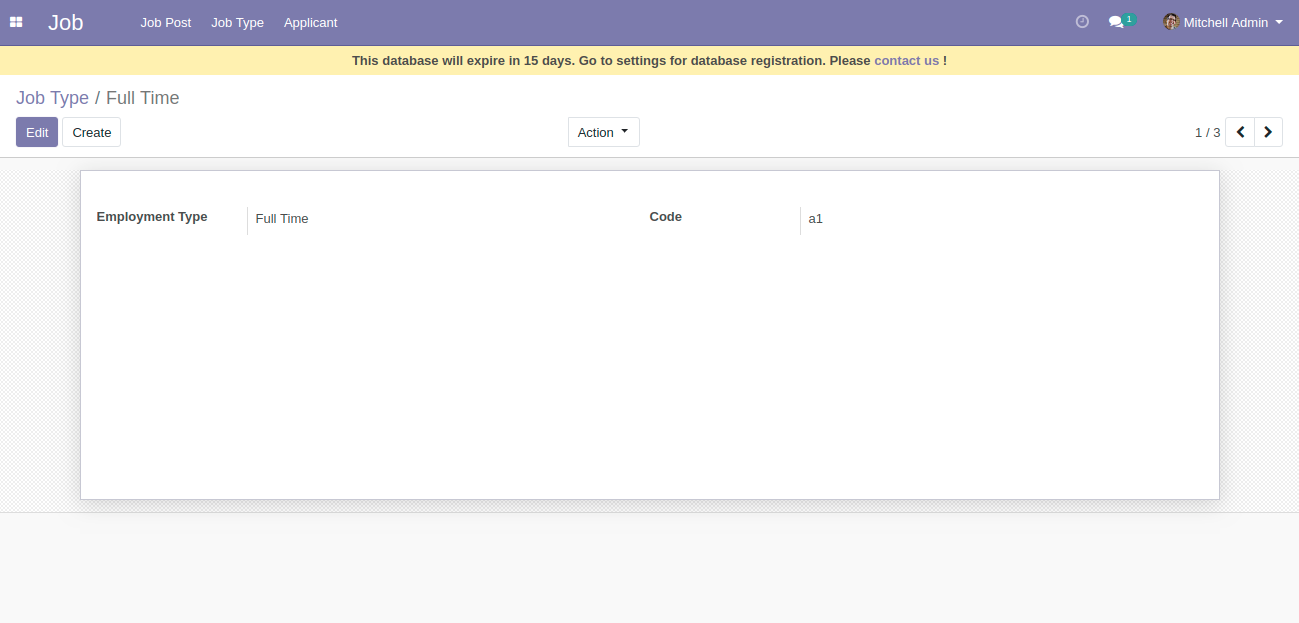 Job Job Post Job Type Applicant 1 Mitchell Admin
This database will expire in 15 days. Go to settings for database registration. Please contact us !
Job Type / Full Time
Edit Create Action 1 / 3
Employment Type Full Time Code a1